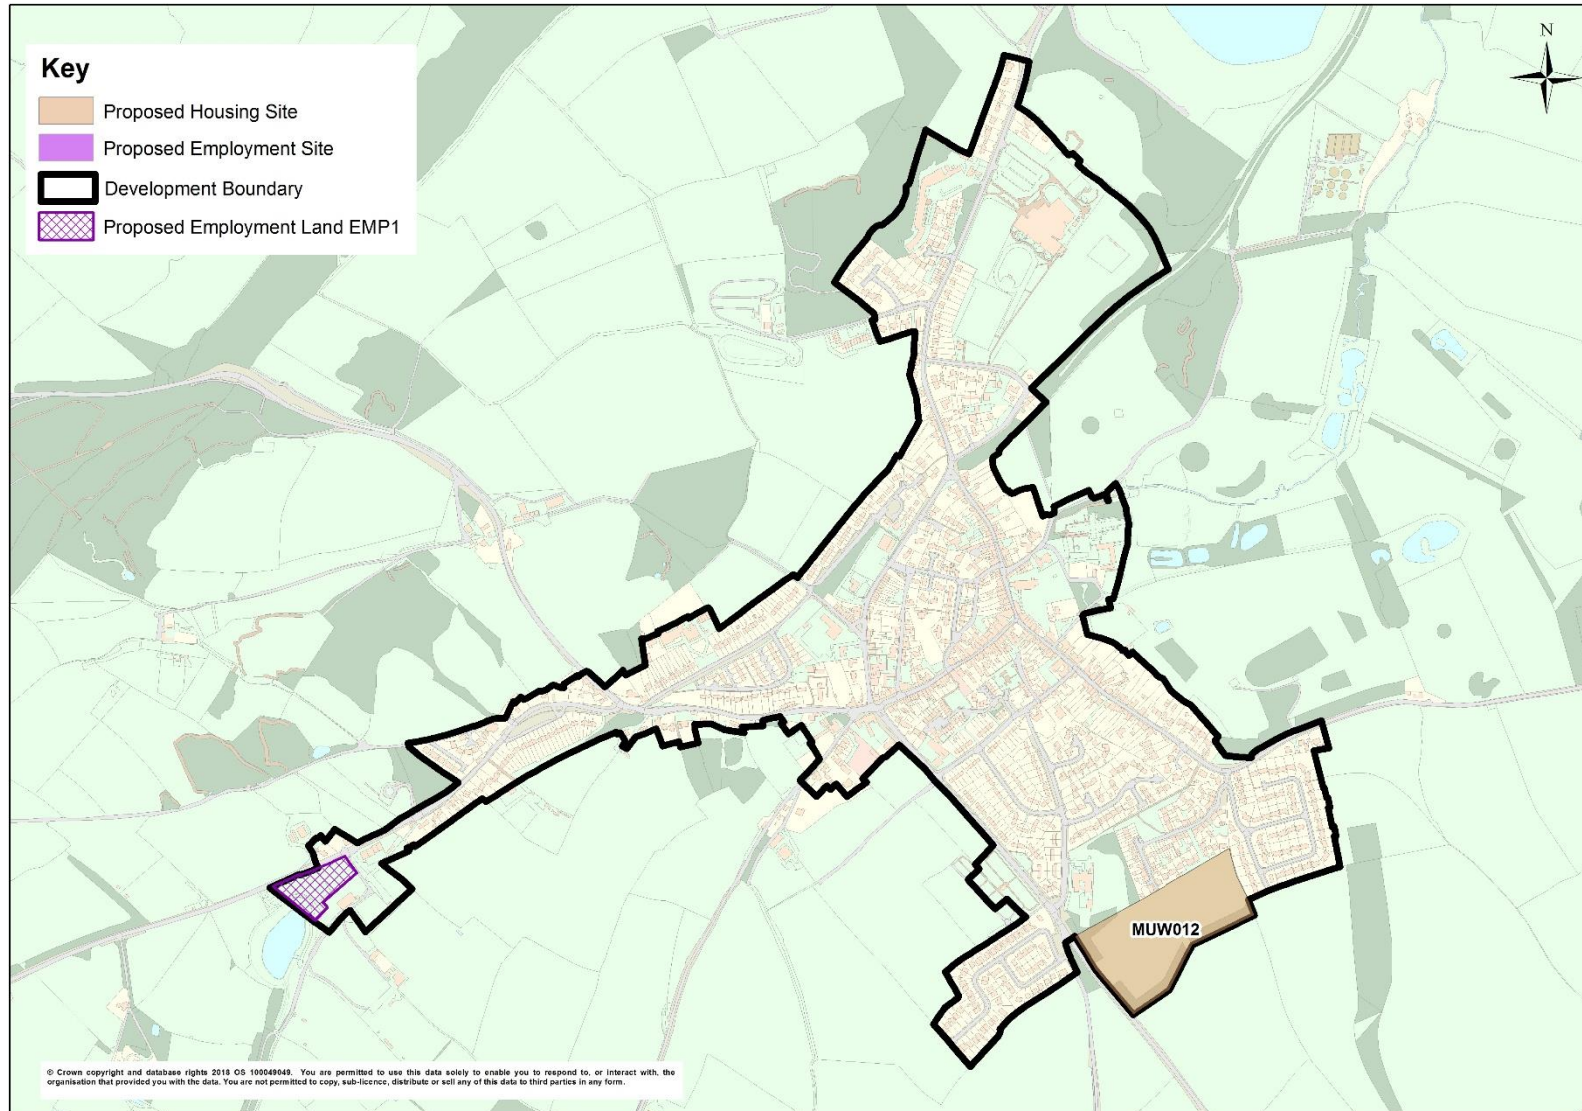 N
Key
Proposed Housing Site
Proposed Employment Site
Development Boundary
Proposed Employment Land EMP1
MUW012
© Crown copyright and database rights 2018 OS 100049049. You are permitted to use this data solely to enable you to respond to, or interact with, the
organisation that provided you with the data. You are not permitted to copy, sub-licence, distribute or sell any of this data to third parties in any form.